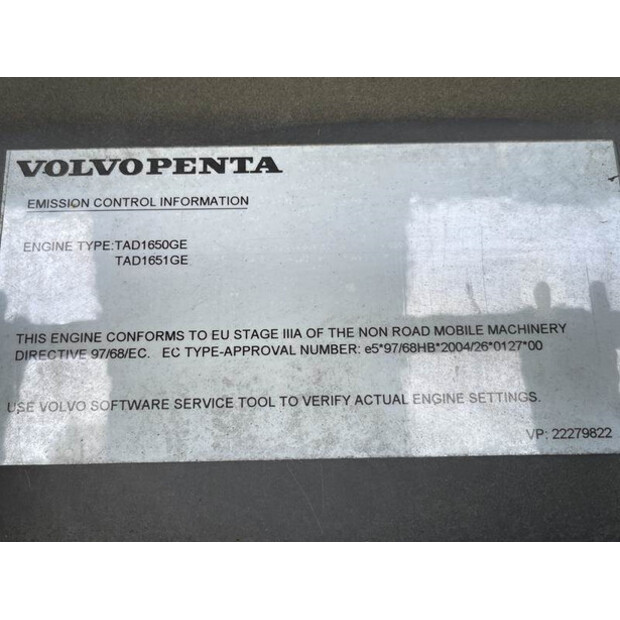 VOLVO PENTA
EMISSION CONTROL INFORMATION
ENGINE TYPE:TAD1650GE
TAD1651GE
THIS ENGINE CONFORMS TO EU STAGE IIIA OF THE NON ROAD MOBILE MACHINERY
DIRECTIVE 97/68/EC. EC TYPE-APPROVAL NUMBER: e5*97/68HB*2004/26*0127*00
USE VOLVO SOFTWARE SERVICE TOOL TO VERIFY ACTUAL ENGINE SETTINGS.
VP: 22279822